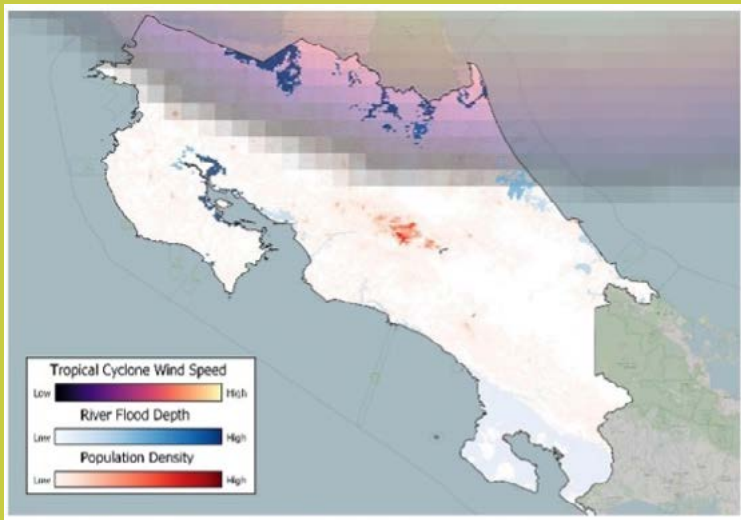 Tropical Cyclone Wind Speed
Low High
River Flood Depth
Low High
Population Density
Low High